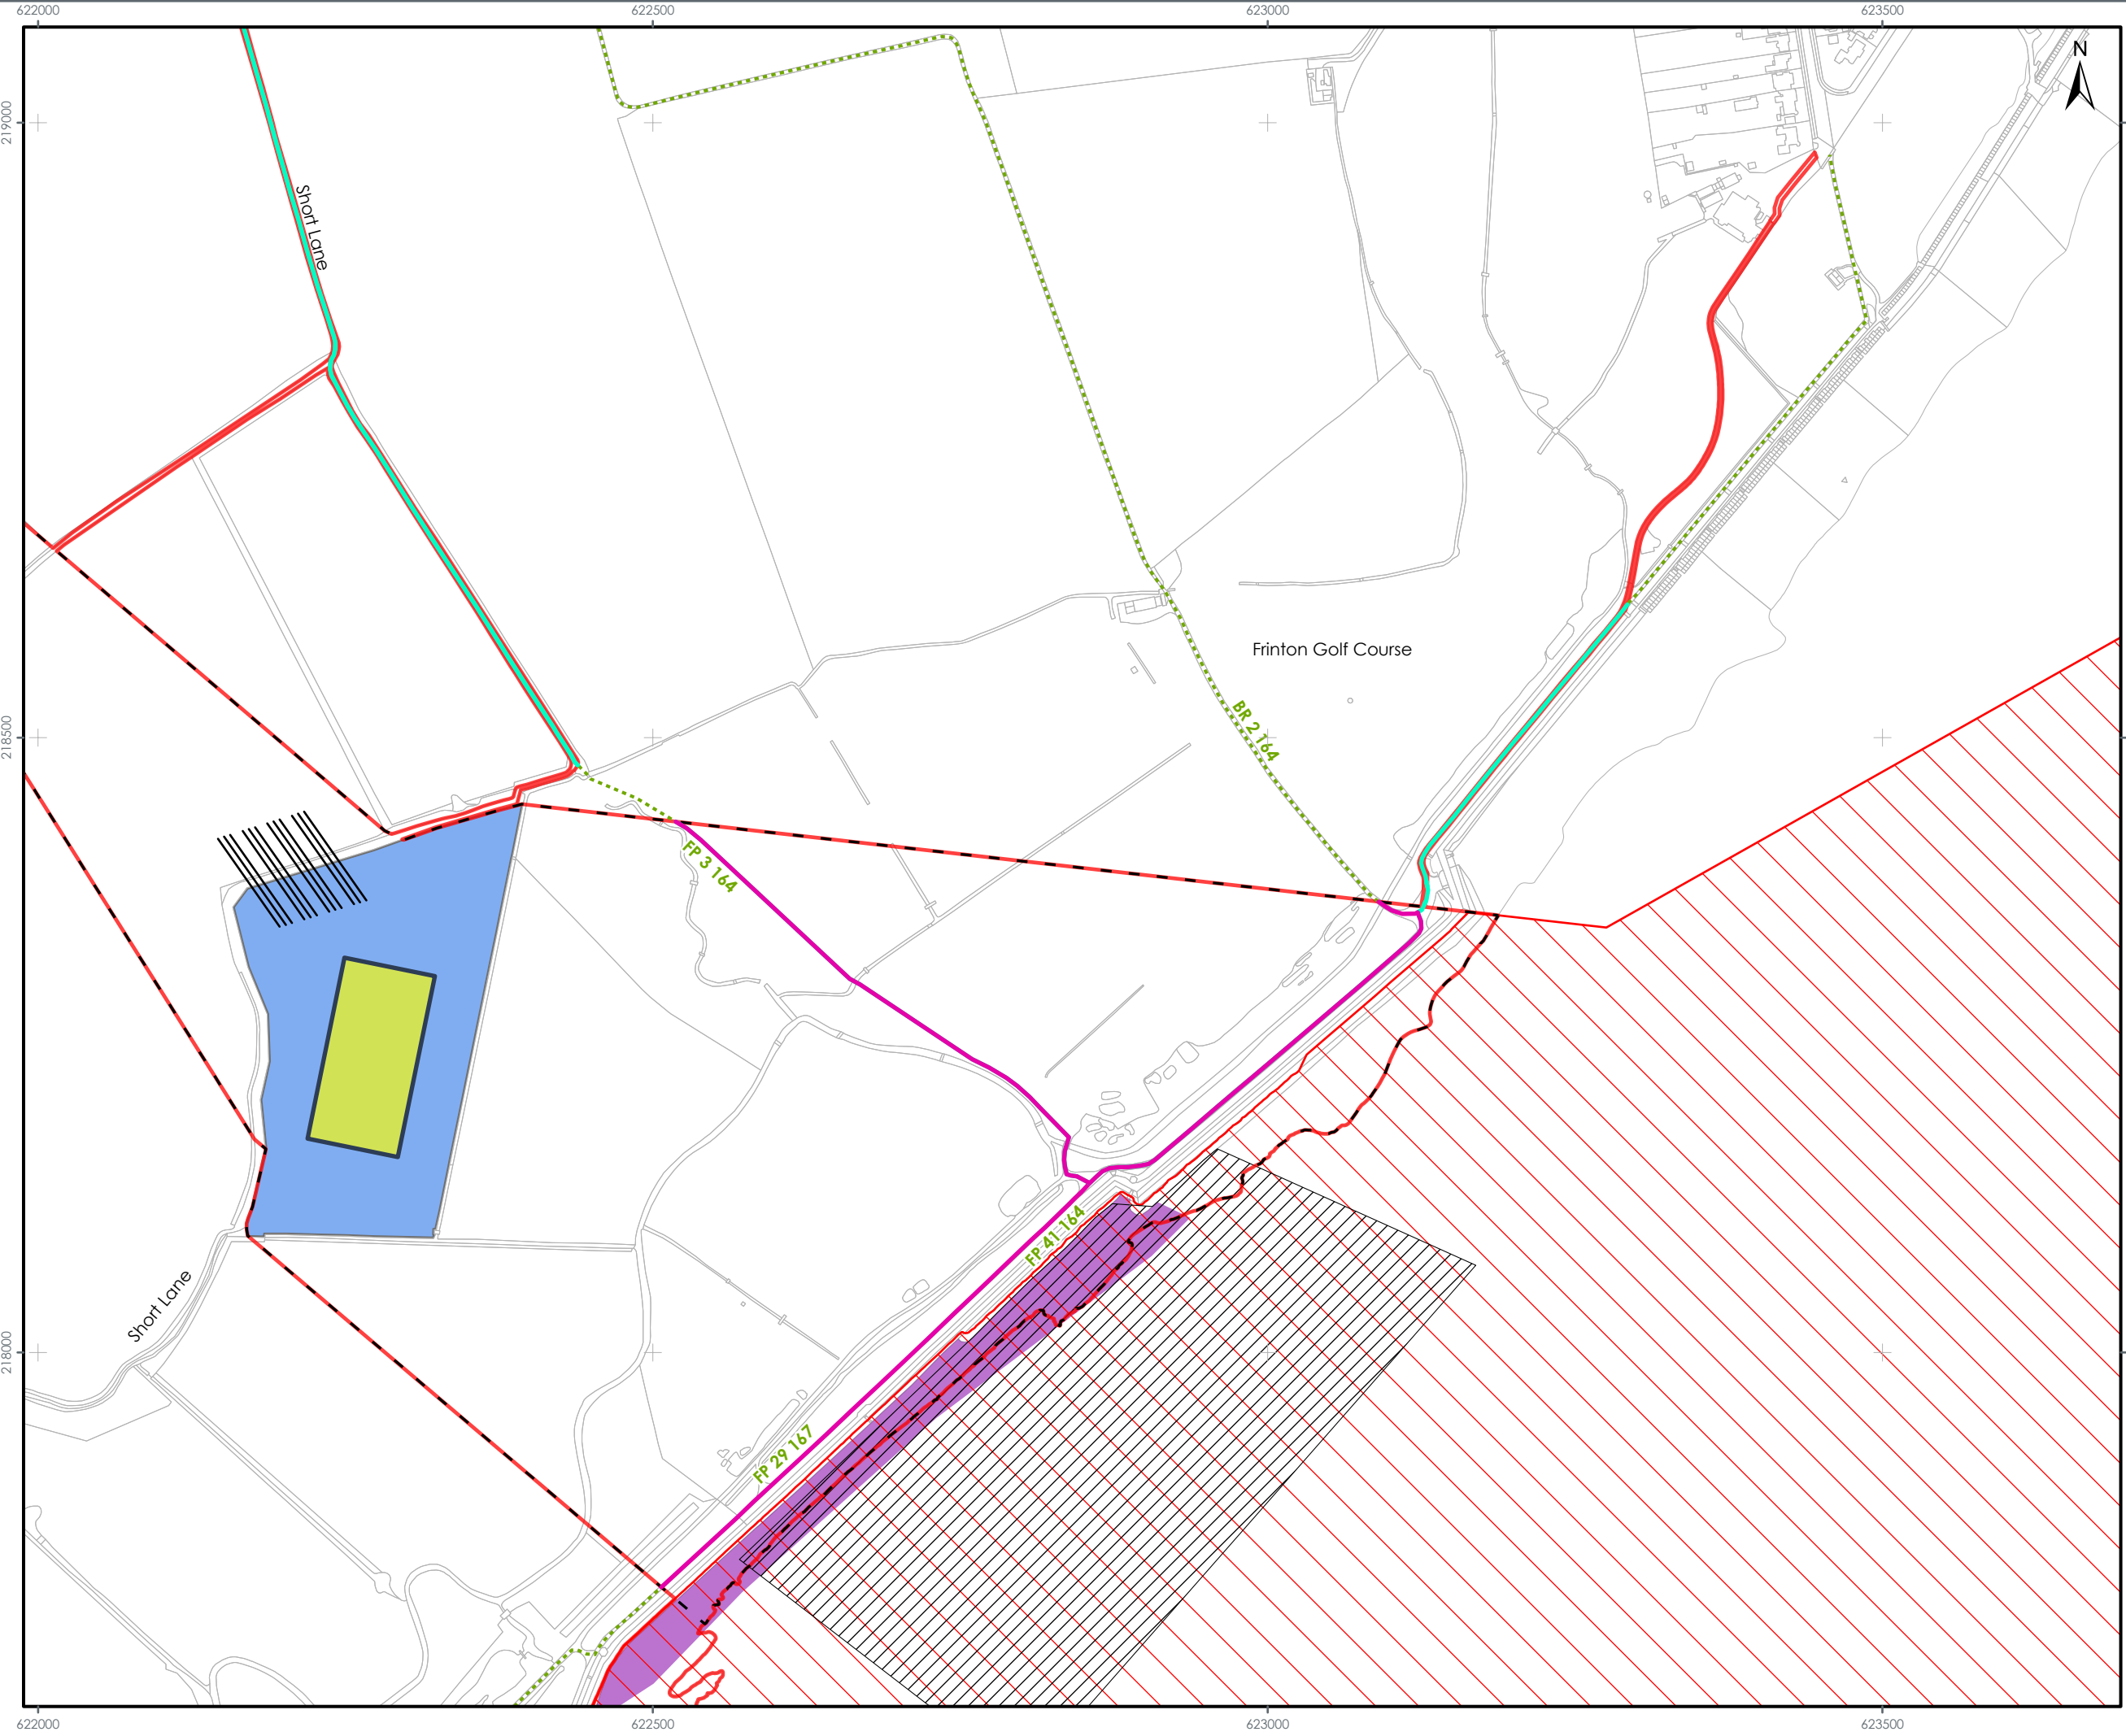 622000 622500 623000 623500
N
219000
Short Lane
Frinton Golf Course
BR 2 164
218500
FP 3 164
FP 41 164
Short Lane
218000
FP 29 167
622000 622500 623000 623500